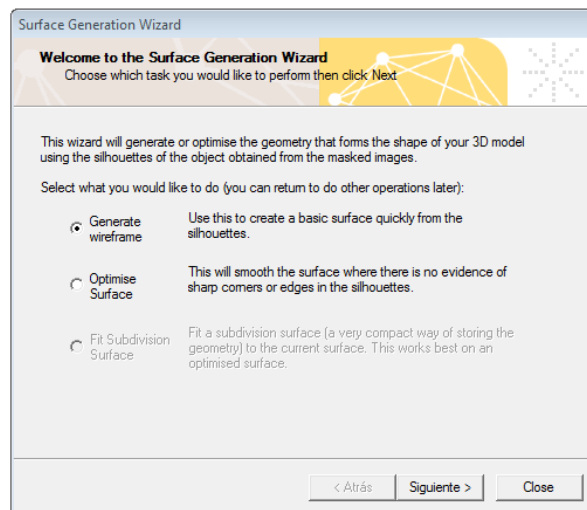 Surface Generation Wizard
Welcome to the Surface Generation Wizard
Choose which task you would like to perform then click Next
This wizard will generate or optimise the geometry that forms the shape of your 3D model
using the silhouettes of the object obtained from the masked images.
Select what you would like to do (you can return to do other operations later):
Generate
wireframe
Use this to create a basic surface quickly from the
silhouettes.
Optimise
Surface
This will smooth the surface where there is no evidence of
sharp corners or edges in the silhouettes.
Fit Subdivision
Surface
Fit a subdivision surface (a very compact way of storing the
geometry) to the current surface. This works best on an
optimised surface.
< Atrás
Siguiente >
Close